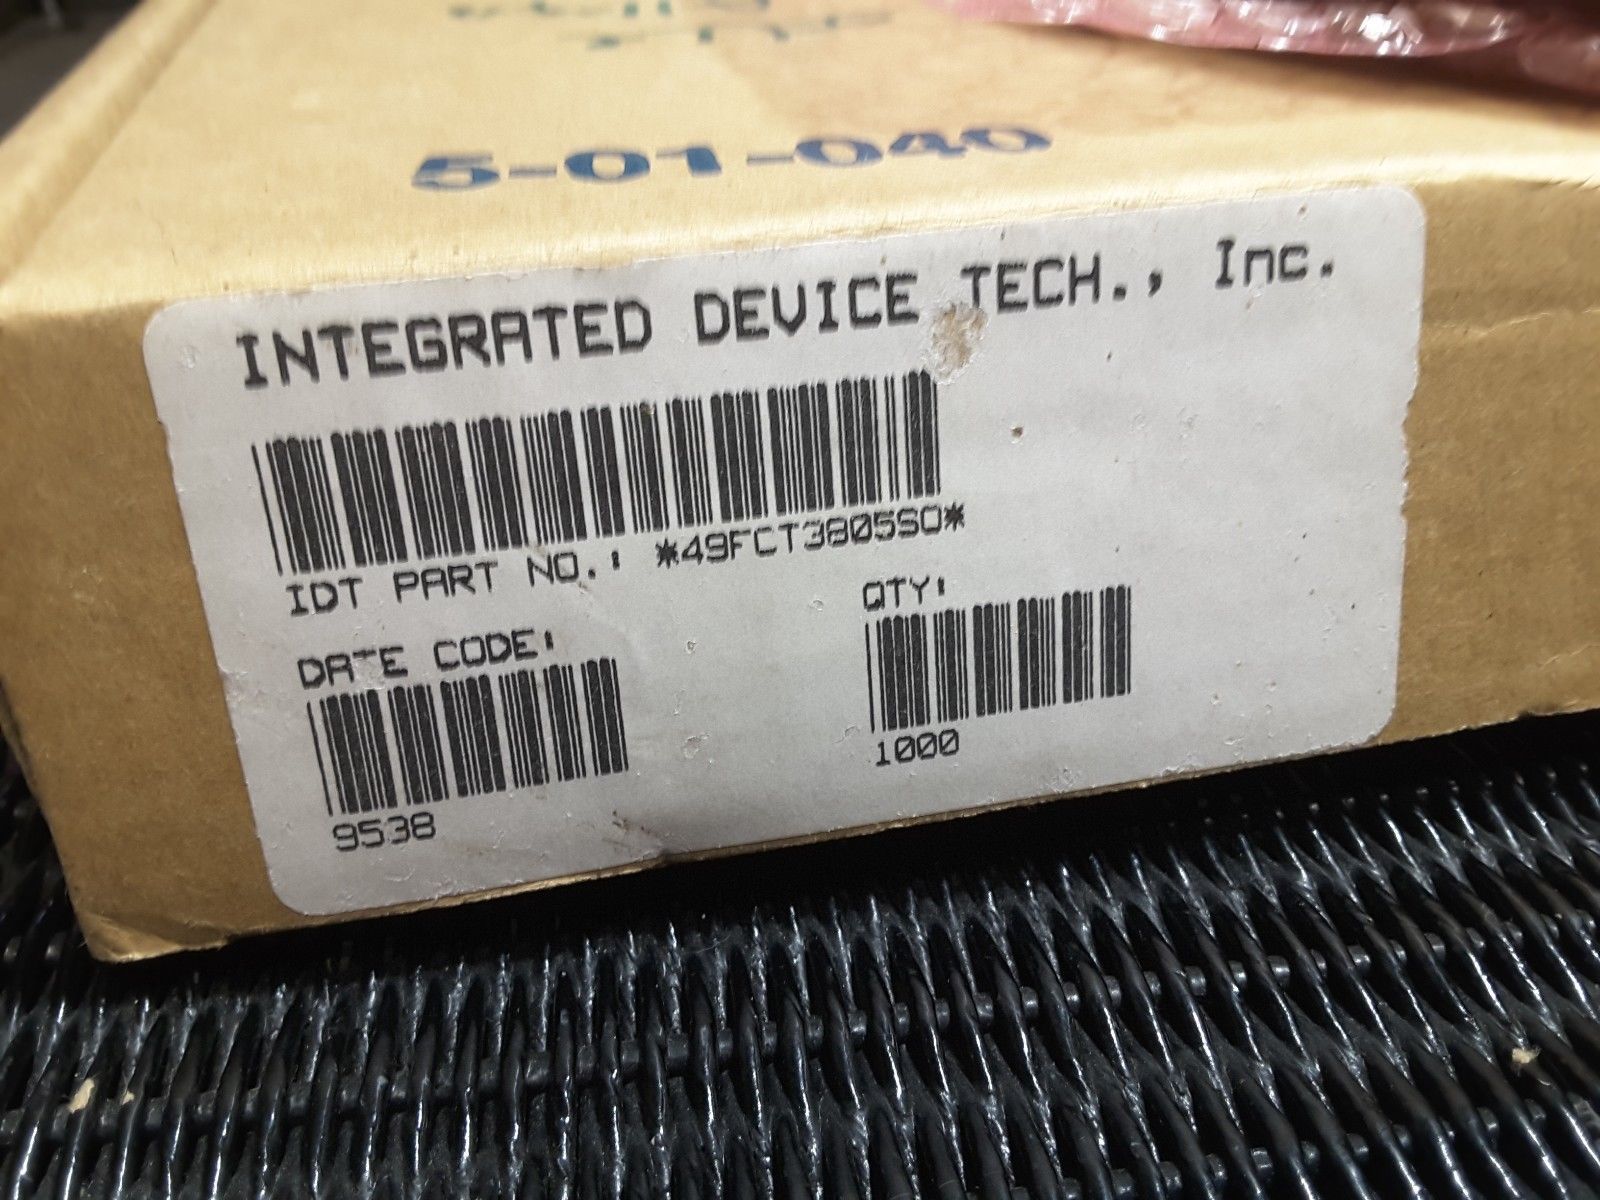 5-01-040
INTEGRATED DEVICE TECH., Inc.
IDT PART NO.: *49FCT3805SO*
DATE CODE:
9538
QTY:
1000